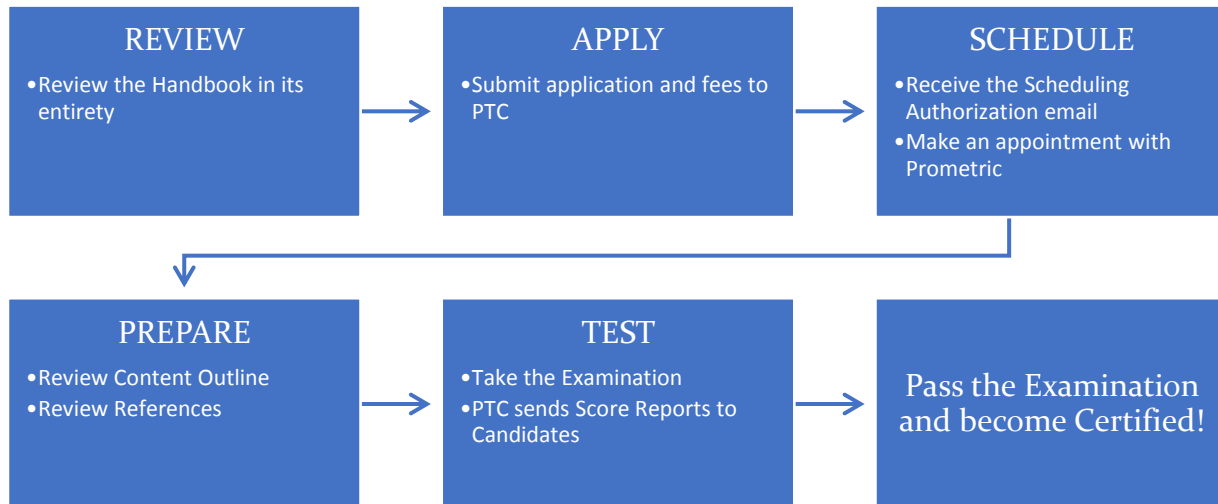 REVIEW
•Review the Handbook in its
entirety
APPLY
•Submit application and fees to
PTC
SCHEDULE
•Receive the Scheduling
Authorization email
•Make an appointment with
Prometric
PREPARE
•Review Content Outline
•Review References
TEST
•Take the Examination
•PTC sends Score Reports to
Candidates
Pass the Examination
and become Certified!